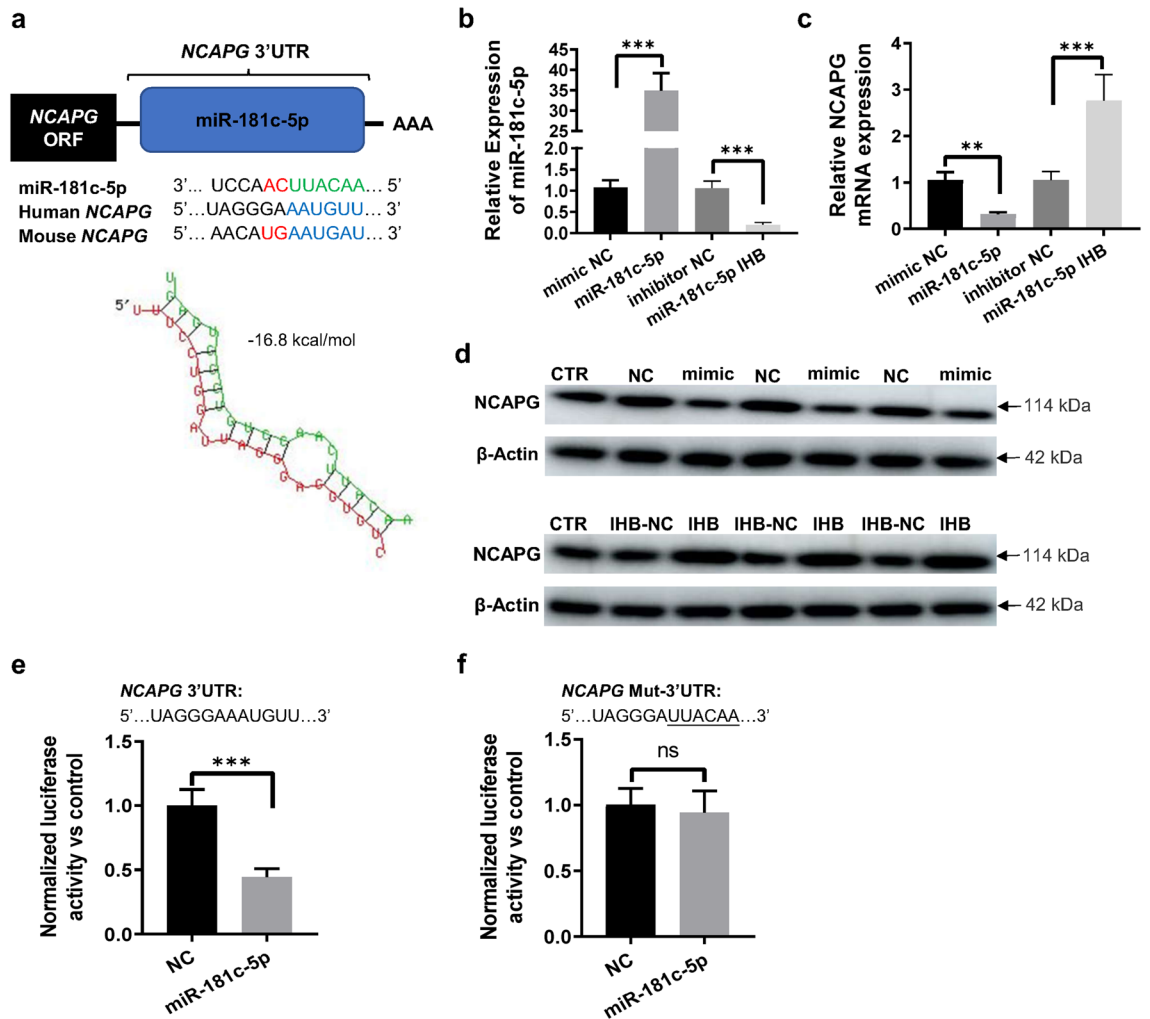 a
NCAPG 3'UTR
NCAPG
ORF
miR-181c-5p
AAA
miR-181c-5p 3'... UCCAACUUACAA... 5'
Human NCAPG 5'...UAGGGAAAUGUU... 3'
Mouse NCAPG 5'... AACAUGAAUGAU... 3'
5'
-16.8 kcal/mol
b
Relative Expression
of miR-181c-5p
45
40
35
30
25
2.0
1.5
1.0
0.5
0.0
***
***
mimic NC
miR-181c-5p
inhibitor NC
miR-181c-5p IHB
c
Relative NCAPG
mRNA expression
4
3
2
1
0
**
***
mimic NC
miR-181c-5p
inhibitor NC
miR-181c-5p IHB
d
CTR NC mimic NC mimic NC mimic
NCAPG 114 kDa
β-Actin 42 kDa
CTR IHB-NC IHB IHB-NC IHB IHB-NC IHB
NCAPG 114 kDa
β-Actin 42 kDa
e
NCAPG 3'UTR:
5'...UAGGGAAAUGUU...3'
Normalized luciferase
activity vs control
1.5
1.0
0.5
0.0
***
NC
miR-181c-5p
f
NCAPG Mut-3'UTR:
5'...UAGGGAUUACAA...3'
Normalized luciferase
activity vs control
1.5
1.0
0.5
0.0
ns
NC
miR-181c-5p